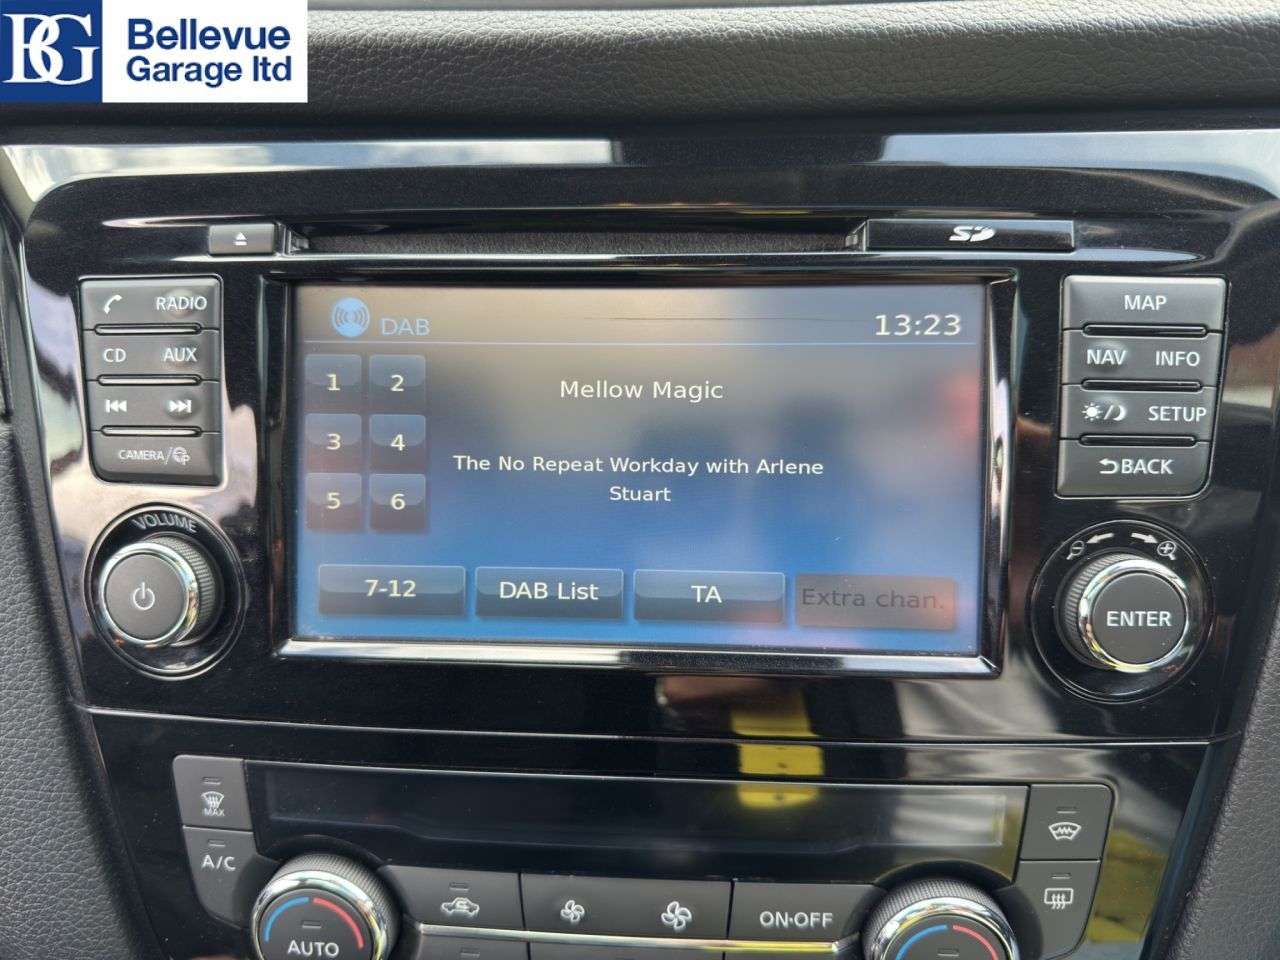 BG
Bellevue
Garage ltd
SD
RADIO
CD
AUX
CAMERA/
VOLUME
MAP
NAV
INFO
SETUP
BACK
ENTER
DAB
13:23
1
2
3
4
5
6
Mellow Magic
The No Repeat Workday with Arlene
Stuart
7-12
DAB List
TA
Extra chan.
MAX
A/C
AUTO
ON·OFF